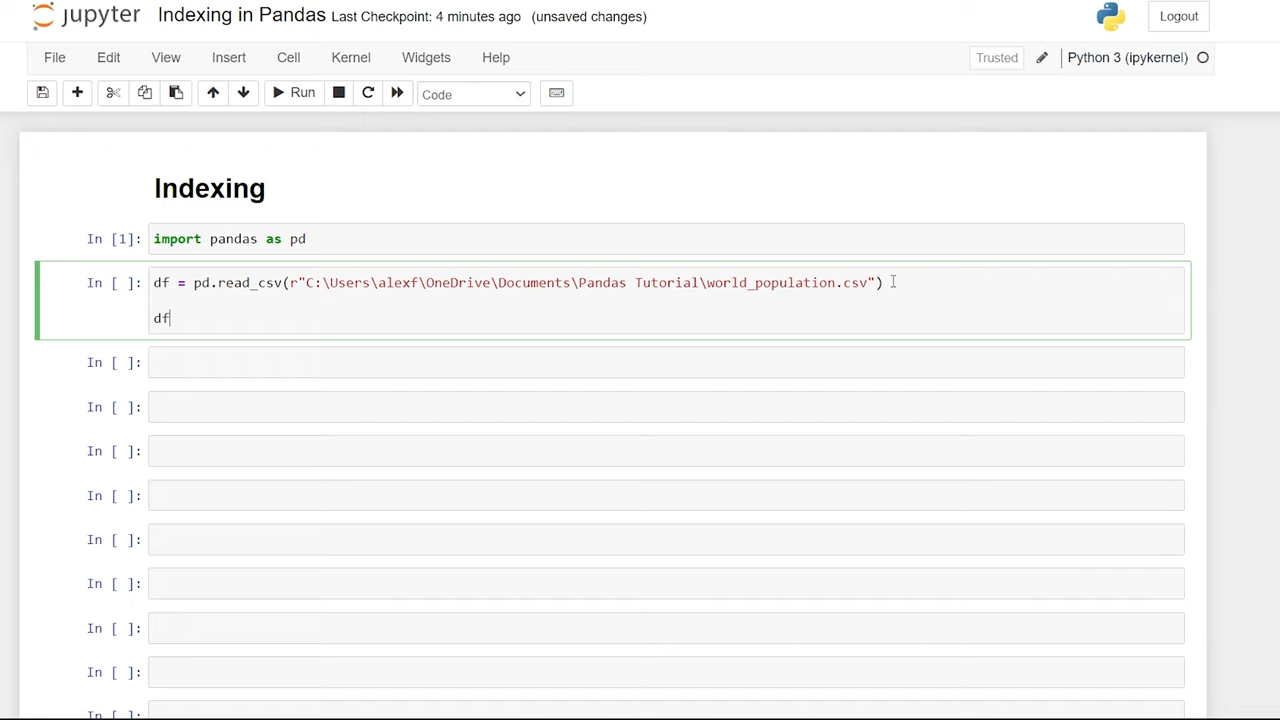 jupyter Indexing in Pandas Last Checkpoint: 4 minutes ago (unsaved changes) Logout
File Edit View Insert Cell Kernel Widgets Help Trusted Python 3 (ipykernel)
Run Code
Indexing
In [1]: import pandas as pd
In [ ]: df = pd.read_csv(r"C:\Users\alexf\OneDrive\Documents\Pandas Tutorial\world_population.csv")
df
In [ ]:
In [ ]:
In [ ]:
In [ ]:
In [ ]:
In [ ]:
In [ ]:
In [ ]:
In [ ]: